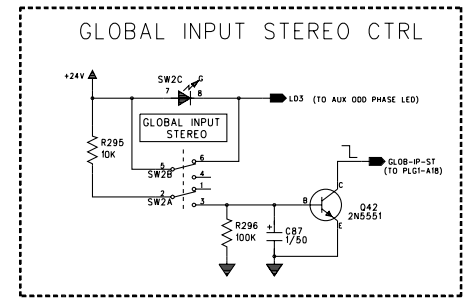 GLOBAL INPUT STEREO CTRL
+24V
SW2C
G
7
8
LD3 (TO AUX ODD PHASE LED)
GLOBAL INPUT
STEREO
R295
10K
5
6
SW2B
4
1
2
SW2A
3
GLOB-IP-ST
(TO PLG1-A18)
C
B
Q42
2N5551
E
R296
100K
+
C87
1/50